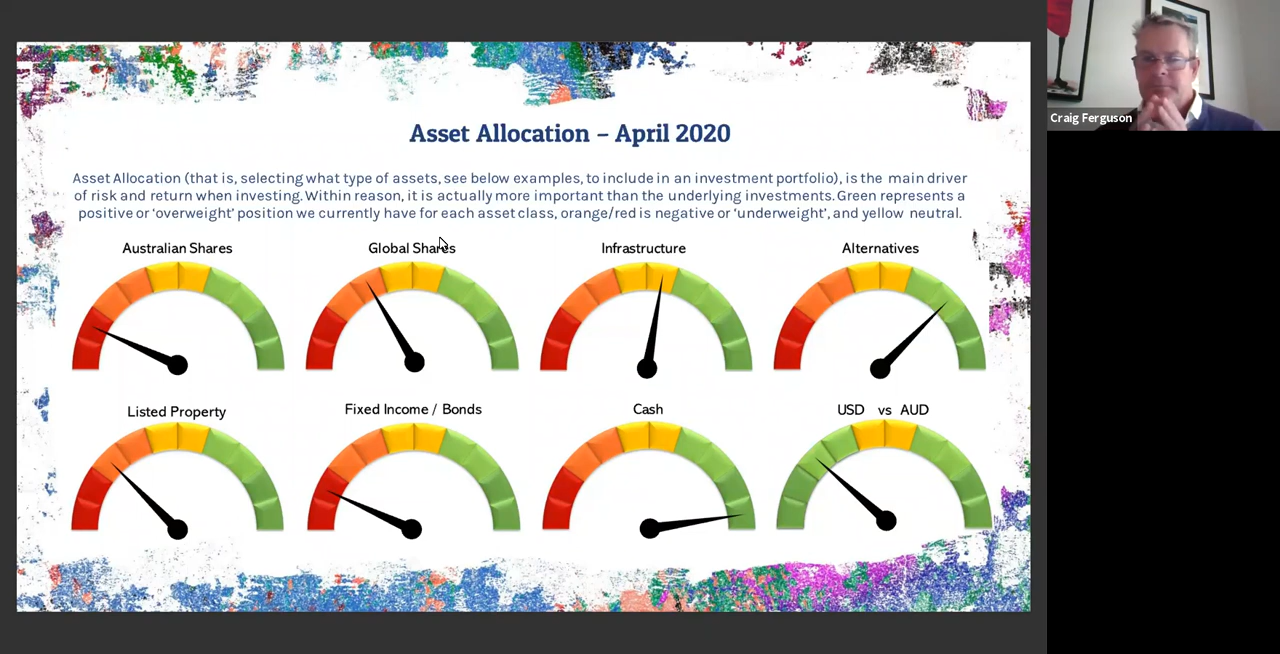 Asset Allocation – April 2020
Asset Allocation (that is, selecting what type of assets, see below examples, to include in an investment portfolio), is the main driver
of risk and return when investing. Within reason, it is actually more important than the underlying investments. Green represents a
positive or ‘overweight’ position we currently have for each asset class, orange/red is negative or ‘underweight’, and yellow neutral.
Australian Shares
Global Shares
Infrastructure
Alternatives
Listed Property
Fixed Income / Bonds
Cash
USD vs AUD
Craig Ferguson